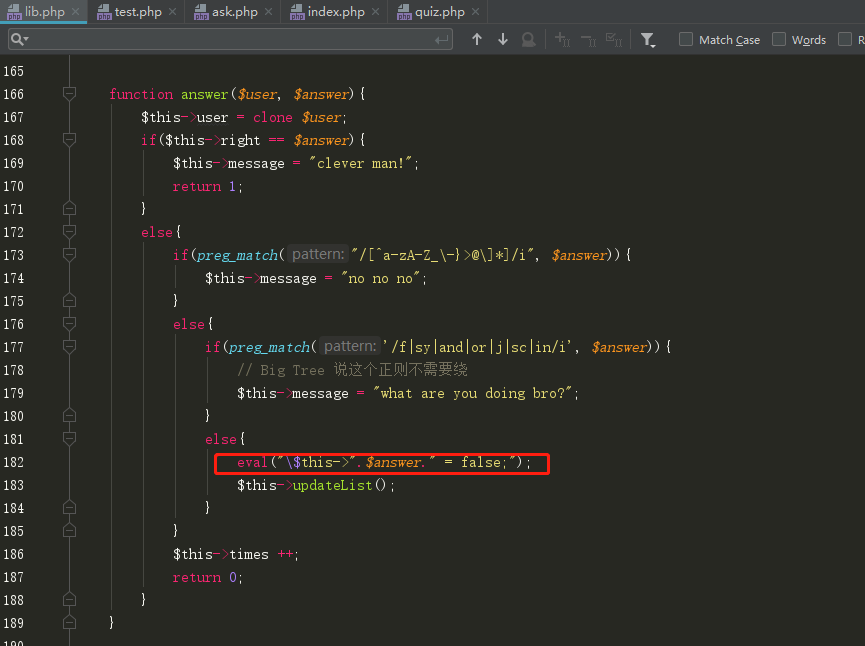 lib.php × test.php × ask.php × index.php × quiz.php ×
Match Case Words R
165
166 function answer($user, $answer){
167 $this->user = clone $user;
168 if($this->right == $answer){
169 $this->message = "clever man!";
170 return 1;
171 }
172 else{
173 if(preg_match( pattern: "/[^a-zA-Z_\-}>@\]*]/i", $answer)){
174 $this->message = "no no no";
175 }
176 else{
177 if(preg_match( pattern: '/f|sy|and|or|j|sc|in/i', $answer)){
178 // Big Tree 说这个正则不需要绕
179 $this->message = "what are you doing bro?";
180 }
181 else{
182 eval("\$this->".$answer." = false;");
183 $this->updateList();
184 }
185 }
186 $this->times ++;
187 return 0;
188 }
189 }
190